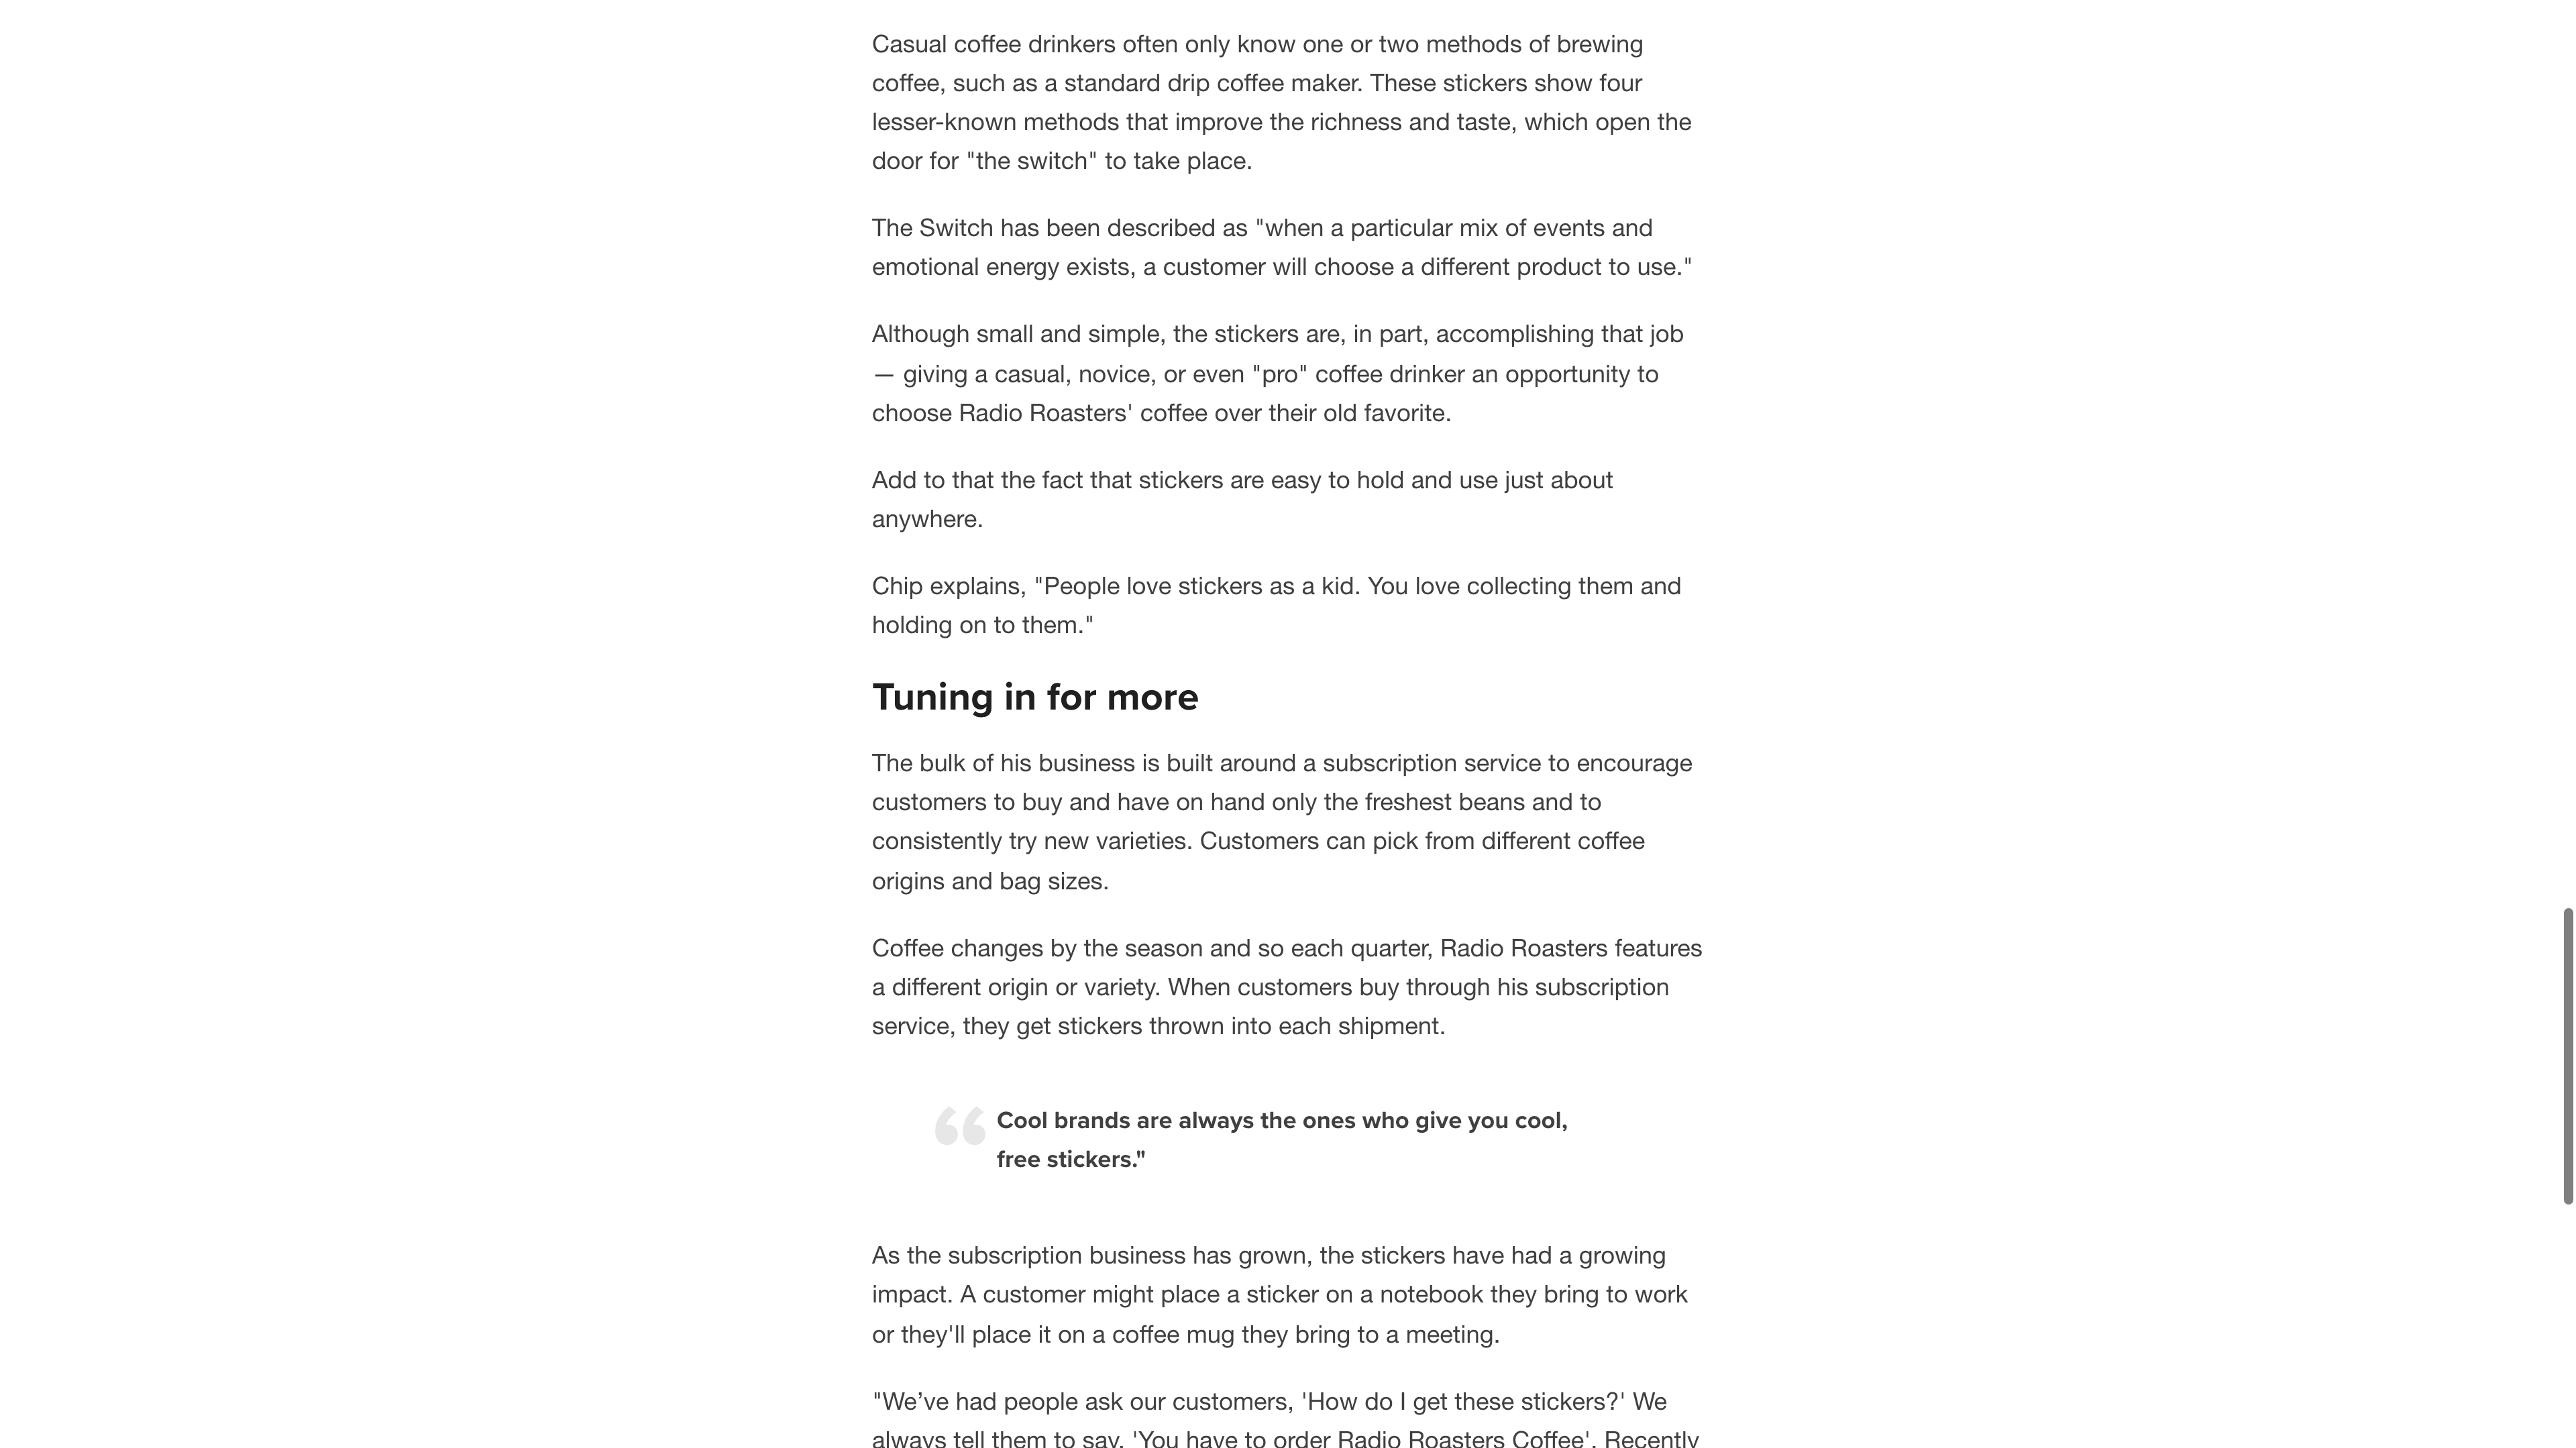 Casual coffee drinkers often only know one or two methods of brewing
coffee, such as a standard drip coffee maker. These stickers show four
lesser-known methods that improve the richness and taste, which open the
door for "the switch" to take place.
The Switch has been described as "when a particular mix of events and
emotional energy exists, a customer will choose a different product to use."
Although small and simple, the stickers are, in part, accomplishing that job
— giving a casual, novice, or even "pro" coffee drinker an opportunity to
choose Radio Roasters' coffee over their old favorite.
Add to that the fact that stickers are easy to hold and use just about
anywhere.
Chip explains, "People love stickers as a kid. You love collecting them and
holding on to them."
Tuning in for more
The bulk of his business is built around a subscription service to encourage
customers to buy and have on hand only the freshest beans and to
consistently try new varieties. Customers can pick from different coffee
origins and bag sizes.
Coffee changes by the season and so each quarter, Radio Roasters features
a different origin or variety. When customers buy through his subscription
service, they get stickers thrown into each shipment.
“Cool brands are always the ones who give you cool,
free stickers."
As the subscription business has grown, the stickers have had a growing
impact. A customer might place a sticker on a notebook they bring to work
or they'll place it on a coffee mug they bring to a meeting.
"We’ve had people ask our customers, 'How do I get these stickers?' We
always tell them to say, 'You have to order Radio Roasters Coffee'. Recently